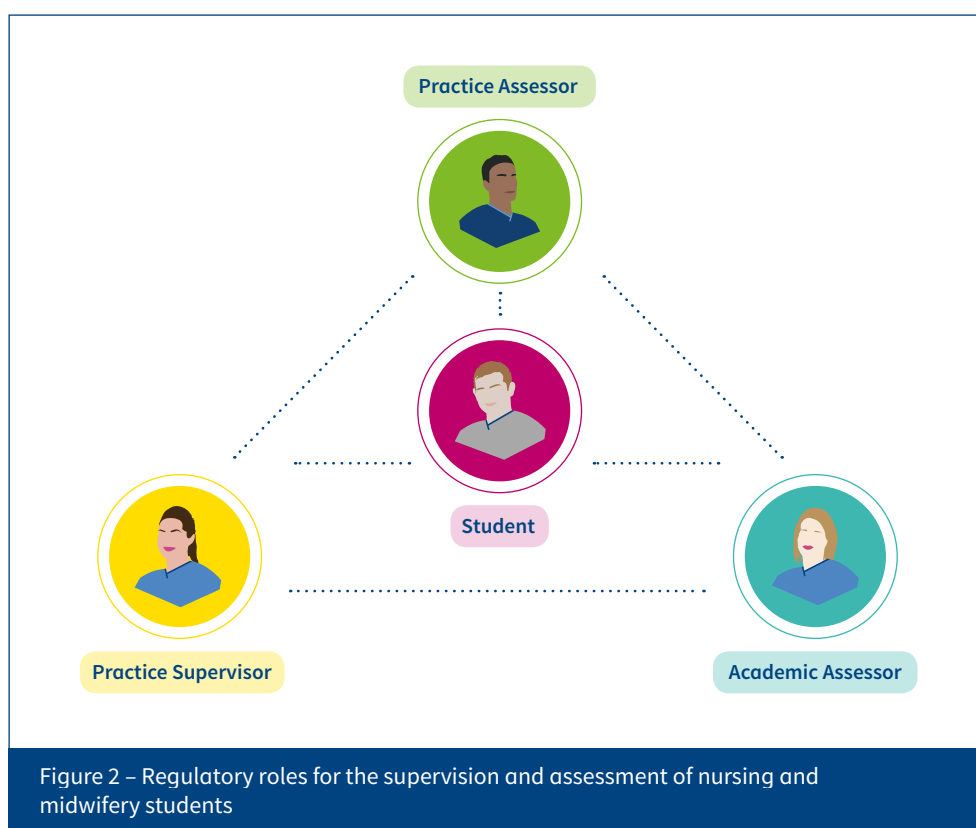 Practice Assessor
Student
Practice Supervisor
Academic Assessor
Figure 2 – Regulatory roles for the supervision and assessment of nursing and
midwifery students